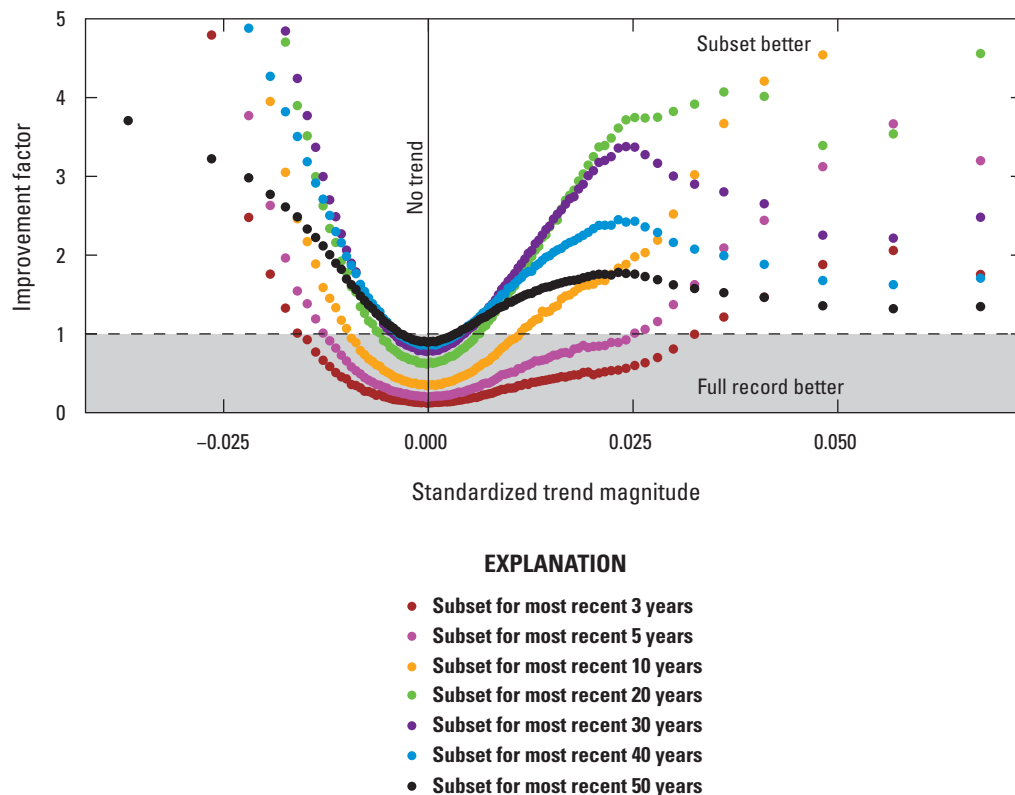 5
4
3
2
1
0
Improvement factor
Subset better
No trend
Full record better
−0.025
0.000
0.025
0.050
Standardized trend magnitude
EXPLANATION
Subset for most recent 3 years
Subset for most recent 5 years
Subset for most recent 10 years
Subset for most recent 20 years
Subset for most recent 30 years
Subset for most recent 40 years
Subset for most recent 50 years